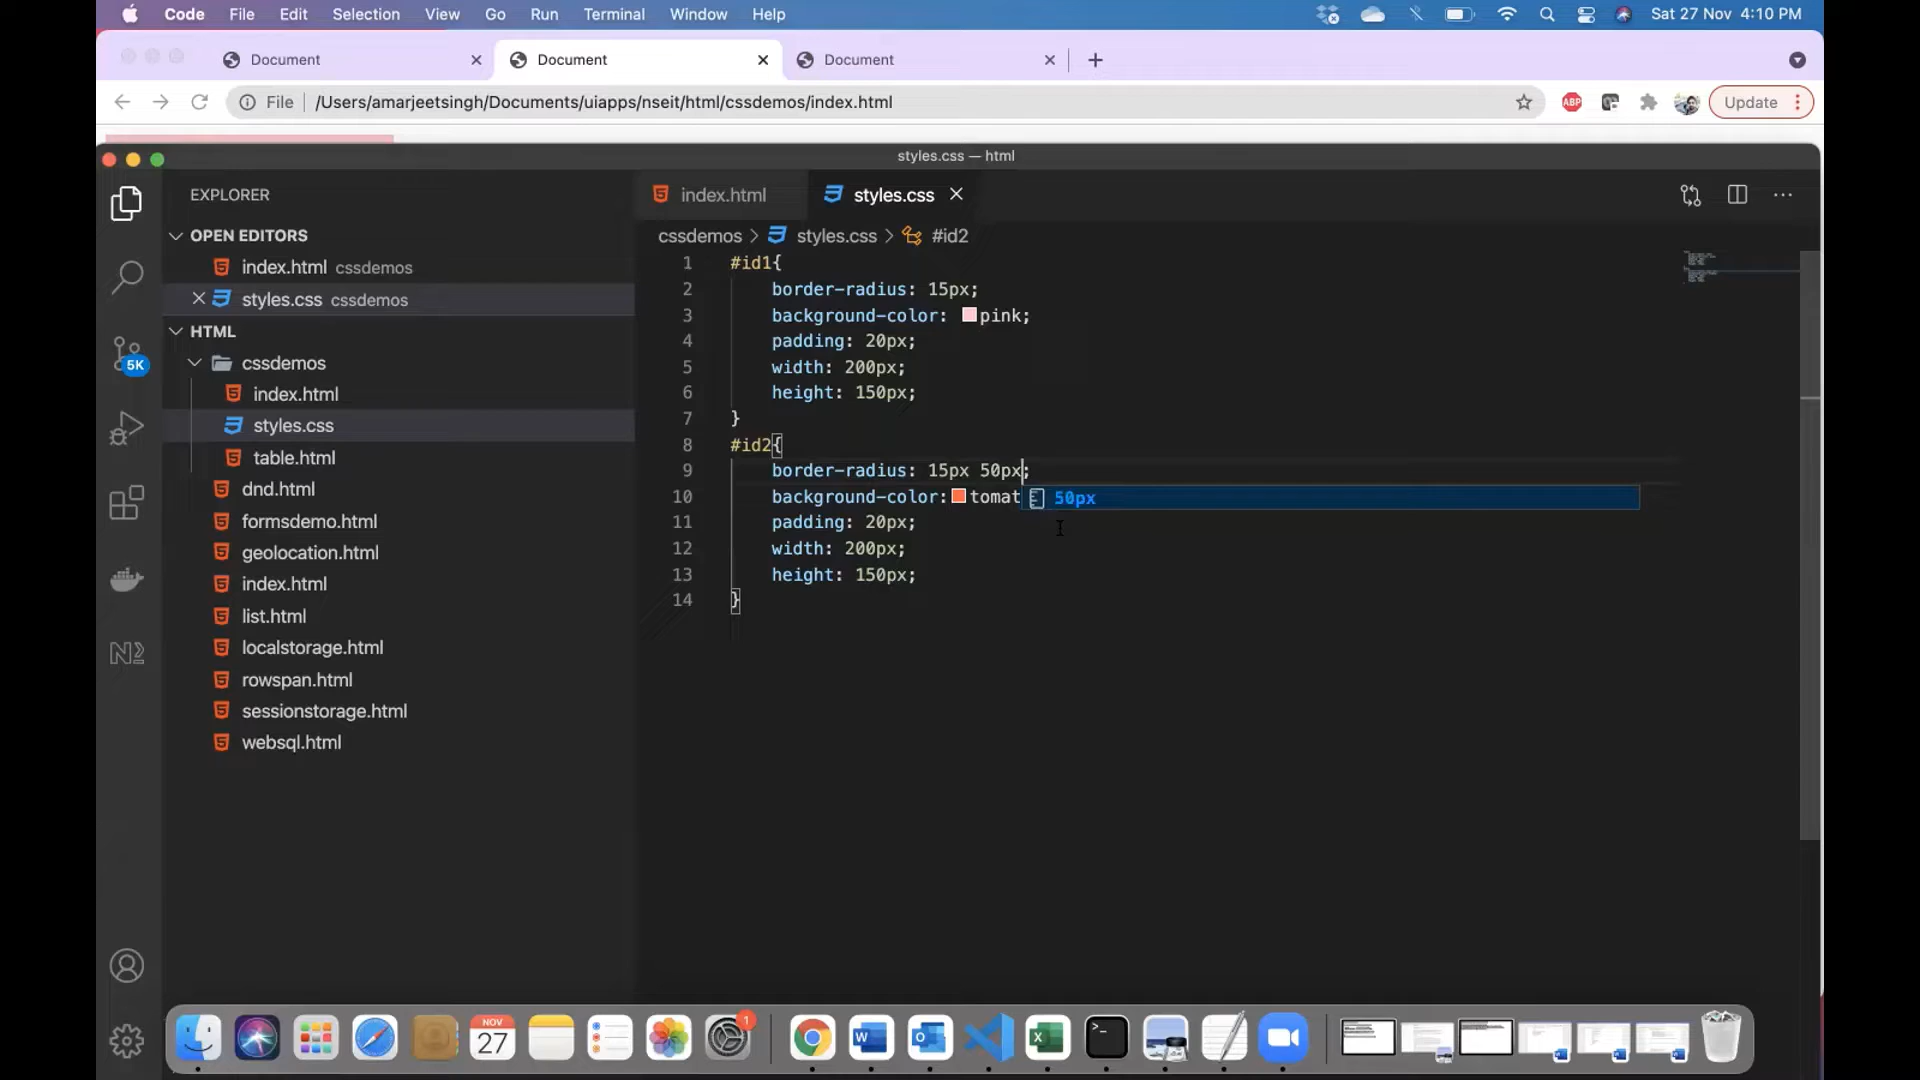 Code File Edit Selection View Go Run Terminal Window Help Sat 27 Nov 4:10 PM
Document Document Document
File /Users/amarjeetsingh/Documents/uiapps/nseit/html/cssdemos/index.html ABP Update
styles.css — html
EXPLORER
index.html styles.css
OPEN EDITORS
cssdemos > styles.css > #id2
index.html cssdemos
styles.css cssdemos
HTML
cssdemos
index.html
styles.css
table.html
dnd.html
formsdemo.html
geolocation.html
index.html
list.html
localstorage.html
rowspan.html
sessionstorage.html
websql.html
5K
1 #id1{
2 border-radius: 15px;
3 background-color: pink;
4 padding: 20px;
5 width: 200px;
6 height: 150px;
7 }
8 #id2{
9 border-radius: 15px 50px;
10 background-color: tomat
50px
11 padding: 20px;
12 width: 200px;
13 height: 150px;
14 }
NOV
27
1